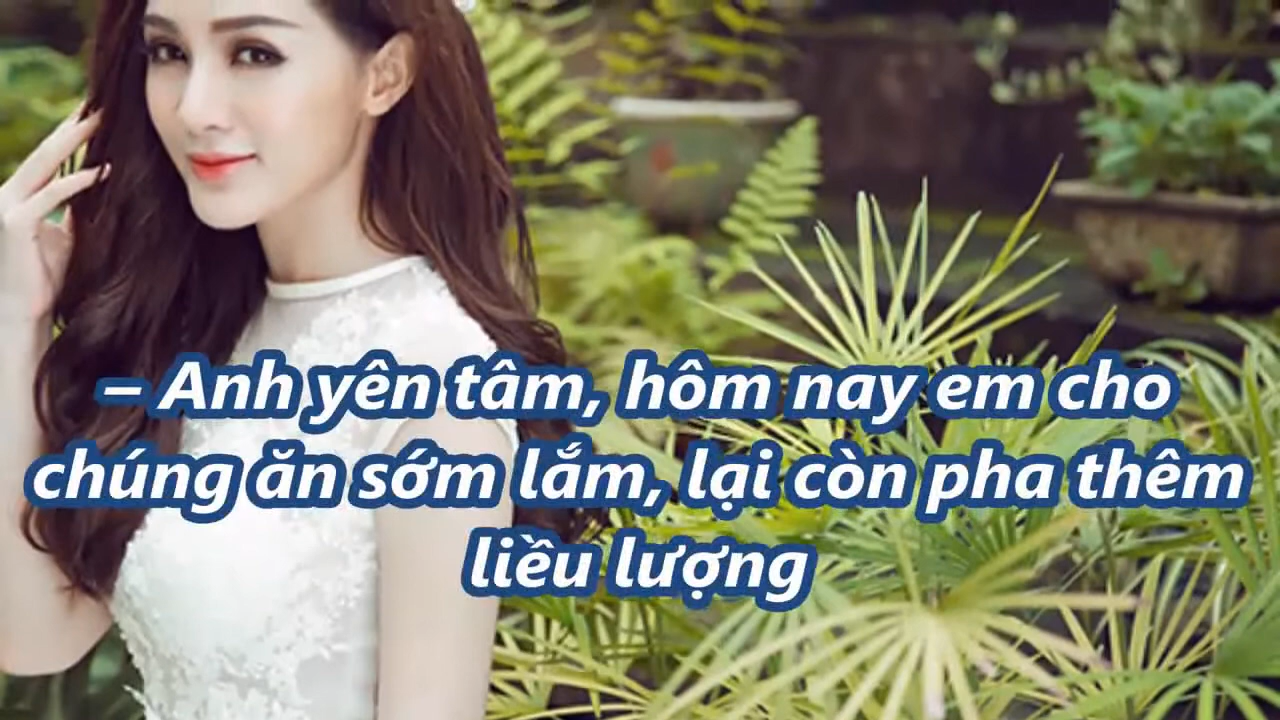 – Anh yên tâm, hôm nay em cho
chúng ăn sớm lắm, lại còn pha thêm
liều lượng